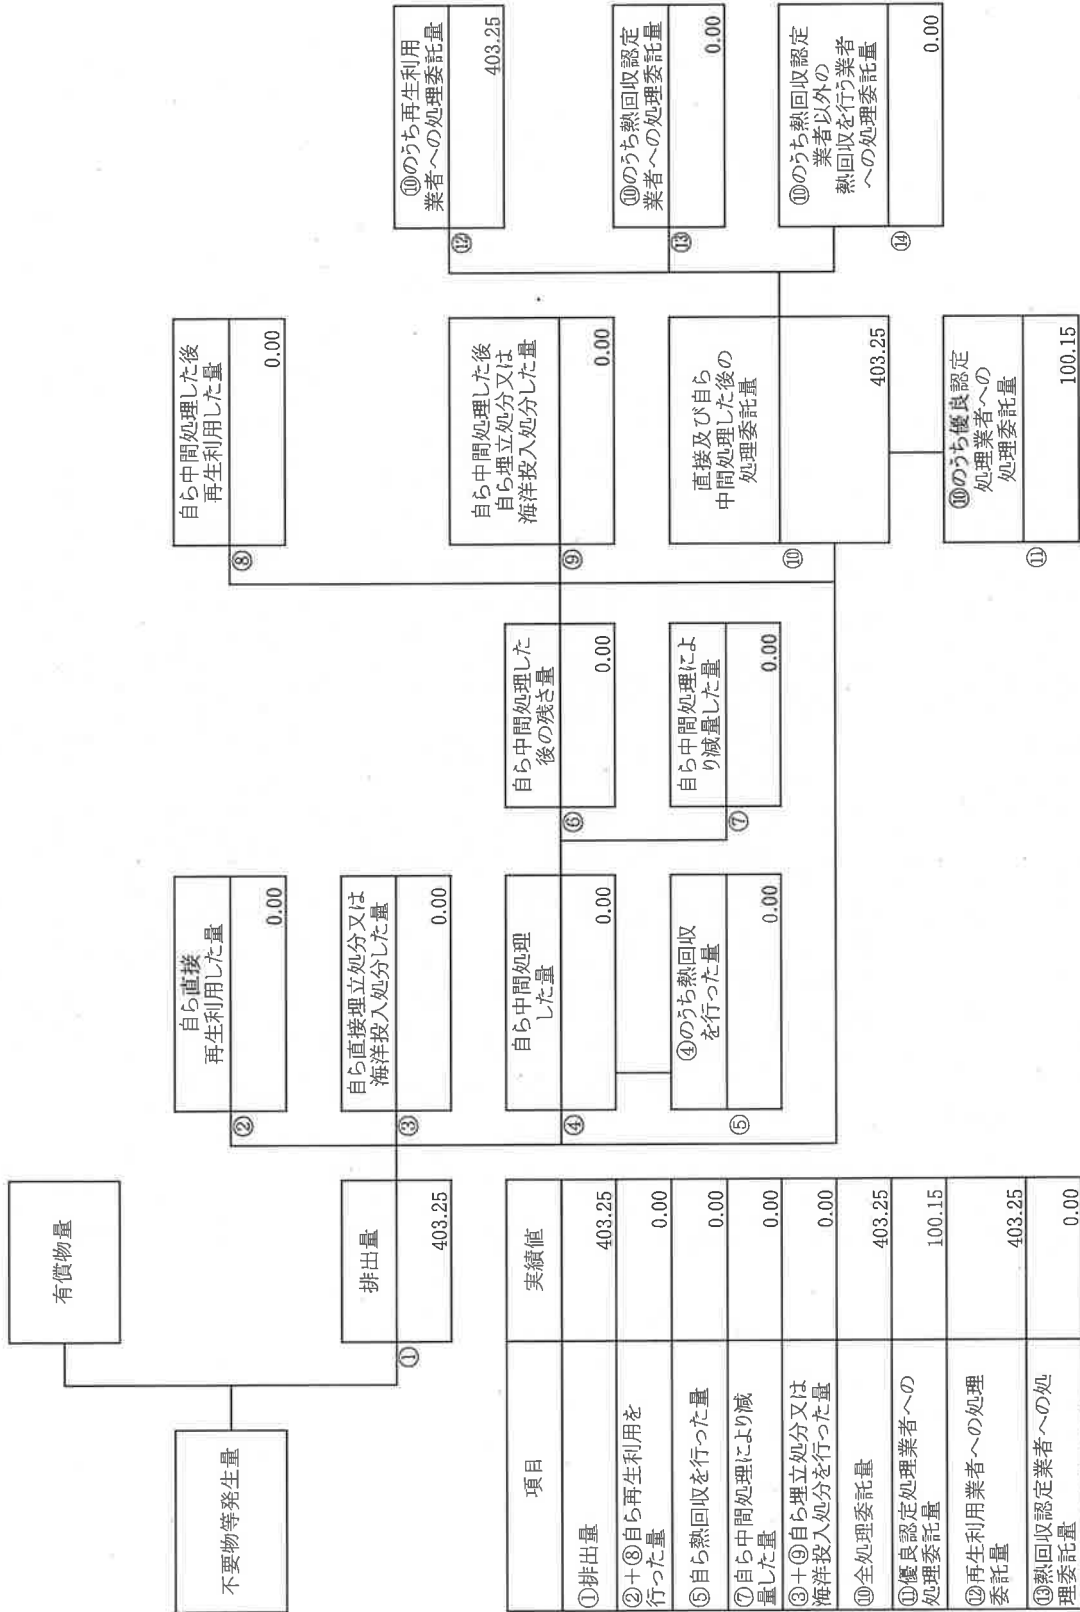 不要物等発生量
有償物量
①
排出量
403.25
②
自ら直接
再生利用した量
0.00
③
自ら直接埋立処分又は
海洋投入処分した量
0.00
④
自ら中間処理
した量
0.00
⑤
④のうち熱回収
を行った量
0.00
⑥
自ら中間処理した
後の残さ量
0.00
⑦
自ら中間処理によ
り減量した量
0.00
⑧
自ら中間処理した後
再生利用した量
0.00
⑨
自ら中間処理した後
自ら埋立処分又は
海洋投入処分した量
0.00
⑩
直接及び自ら
中間処理した後の
処理委託量
403.25
⑪
⑩のうち優良認定
処理業者への
処理委託量
100.15
⑫
⑩のうち再生利用
業者への処理委託量
403.25
⑬
⑩のうち熱回収認定
業者への処理委託量
0.00
⑭
⑩のうち熱回収認定
業者以外の
熱回収を行う業者
への処理委託量
0.00
項目 実績値
①排出量 403.25
②+⑧自ら再生利用を
行った量 0.00
⑤自ら熱回収を行った量 0.00
⑦自ら中間処理により減
量した量 0.00
③+⑨自ら埋立処分又は
海洋投入処分を行った量 0.00
⑩全処理委託量 403.25
⑪優良認定処理業者への
処理委託量 100.15
⑫再生利用業者への処理
委託量 403.25
⑬熱回収認定業者への処
理委託量 0.00